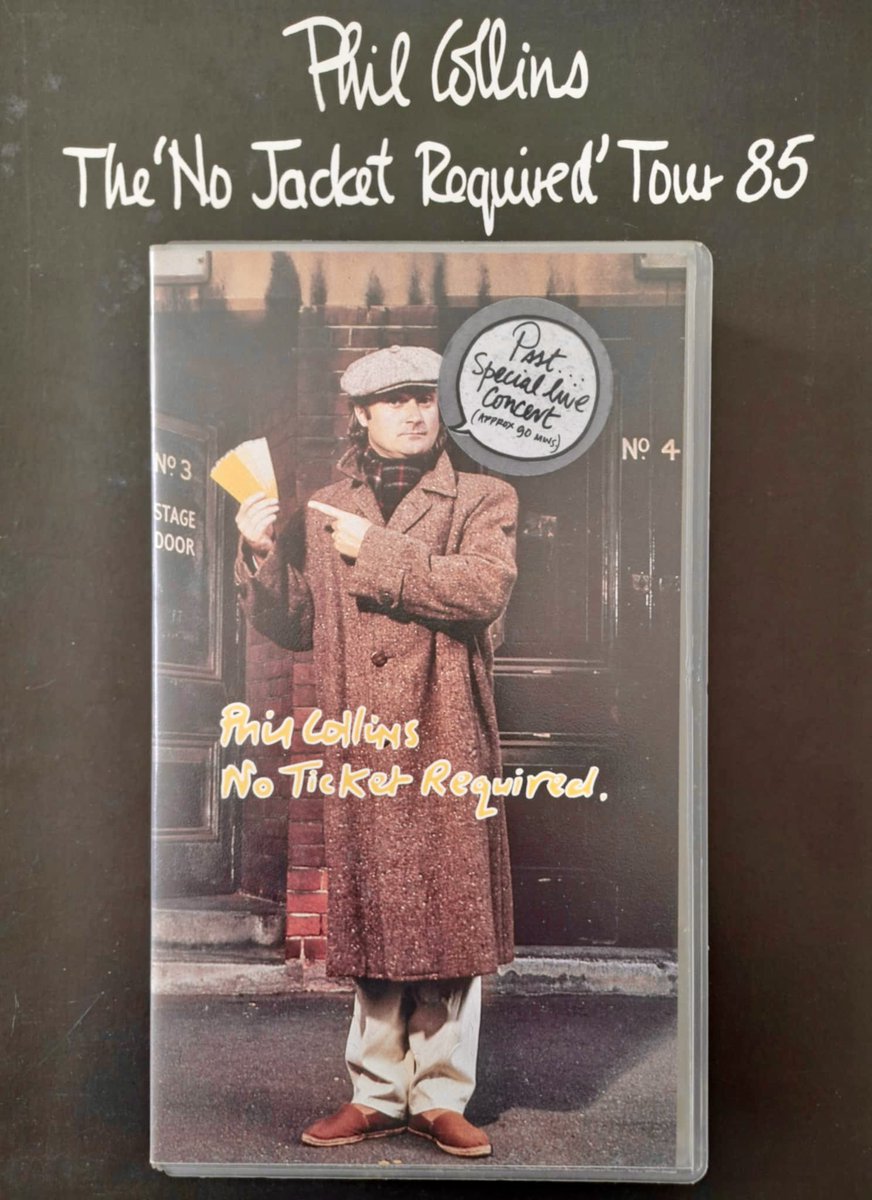 Phil Collins
The 'No Jacket Required' Tour 85
Psst...
Special live
Concert
(APPROX 90 MINS)
No 3
STAGE
DOOR
No 4
Phil Collins
No Ticket Required.